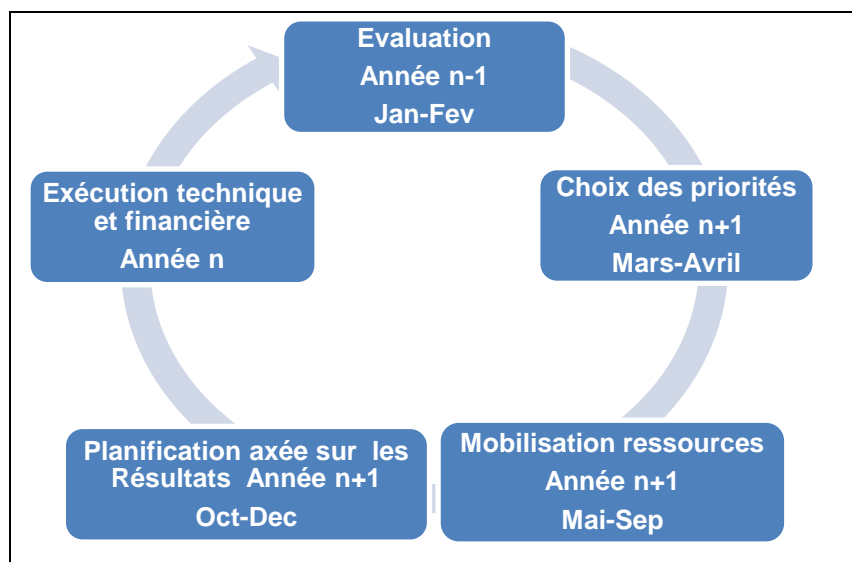 Evaluation
Année n-1
Jan-Fev
Choix des priorités
Année n+1
Mars-Avril
Mobilisation ressources
Année n+1
Mai-Sep
Planification axée sur les
Résultats Année n+1
Oct-Dec
Exécution technique
et financière
Année n